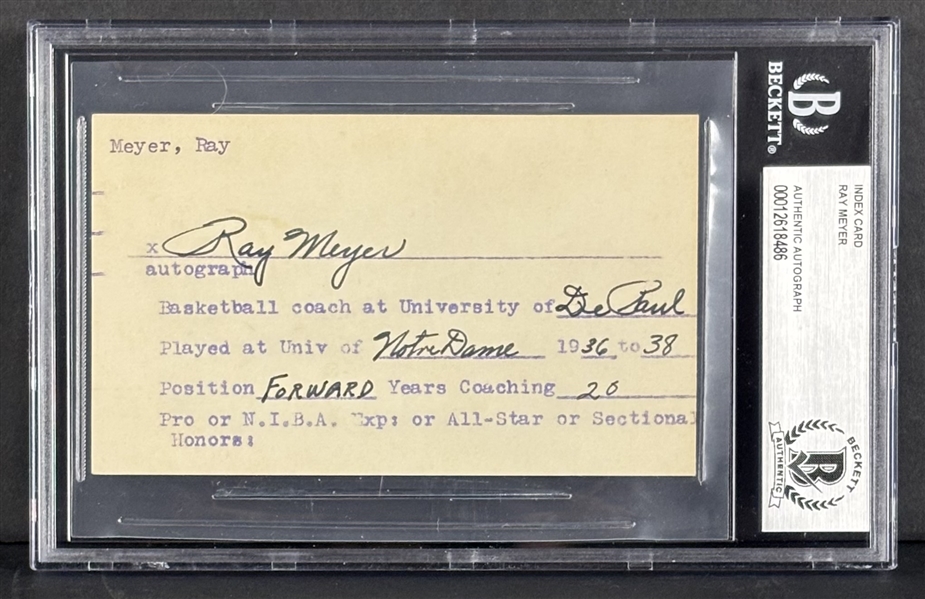 Meyer, Ray
x Ray Meyer
autograph
Basketball coach at University of De Paul
Played at Univ of Notre Dame 1936 to 38
Position FORWARD Years Coaching 20
Pro or N.I.B.A. Exp: or All-Star or Sectional
Honors:
B
BECKETT®
INDEX CARD
RAY MEYER
AUTHENTIC AUTOGRAPH
00012618486
BECKETT
B
AUTHENTIC